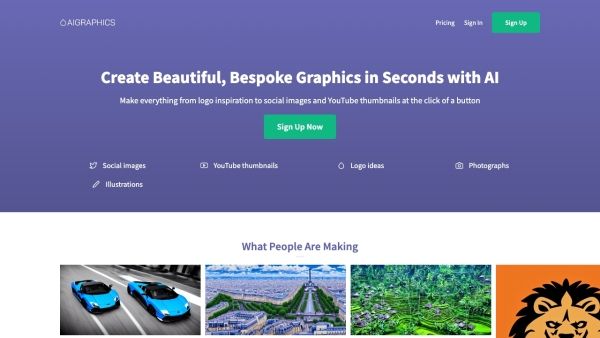 AIGRAPHICS
Pricing Sign In Sign Up
Create Beautiful, Bespoke Graphics in Seconds with AI
Make everything from logo inspiration to social images and YouTube thumbnails at the click of a button
Sign Up Now
Social images YouTube thumbnails Logo ideas Photographs
Illustrations
What People Are Making